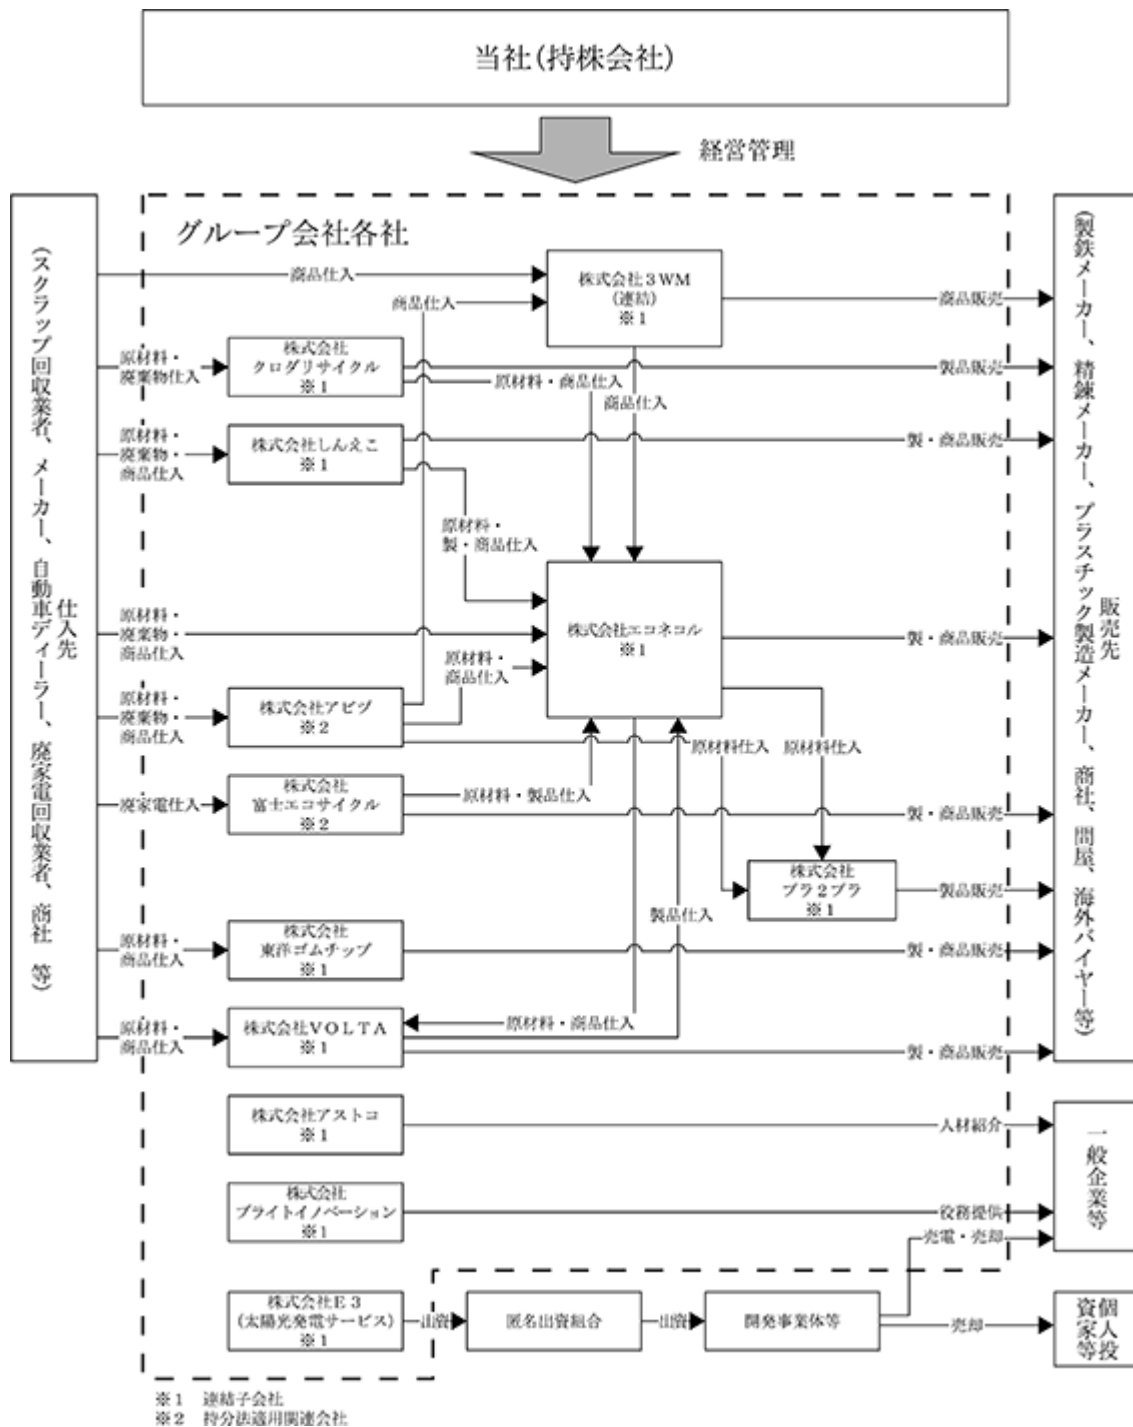 当社(持株会社)
経営管理
グループ会社各社
仕入先
(スクラップ回収業者、メーカー、自動車ディーラー、廃家電回収業者、商社 等)
販売先
(製鉄メーカー、精錬メーカー、プラスチック製造メーカー、商社、問屋、海外バイヤー等)
商品仕入
株式会社3WM
(連結)
※1
商品販売
商品仕入
原材料・
廃棄物仕入
株式会社
クロダリサイクル
※1
製品販売
原材料・商品仕入
商品仕入
原材料・
廃棄物・
商品仕入
株式会社しんえこ
※1
製・商品販売
原材料・
製・商品仕入
原材料・
廃棄物・
商品仕入
株式会社エコネコル
※1
製・商品販売
原材料・
商品仕入
原材料・
廃棄物・
商品仕入
株式会社アビヅ
※2
原材料仕入
原材料仕入
廃家電仕入
株式会社
富士エコサイクル
※2
原材料・製品仕入
製・商品販売
株式会社
プラ2プラ
※1
製品販売
製品仕入
原材料・
商品仕入
株式会社
東洋ゴムチップ
※1
製・商品販売
原材料・
商品仕入
株式会社VOLTA
※1
原材料・商品仕入
製・商品販売
株式会社アストコ
※1
人材紹介
一般企業等
株式会社
ブライトイノベーション
※1
役務提供
売電・売却
株式会社E3
(太陽光発電サービス)
※1
出資
匿名出資組合
出資
開発事業体等
売却
個人投
資家等
※1 連結子会社
※2 持分法適用関連会社